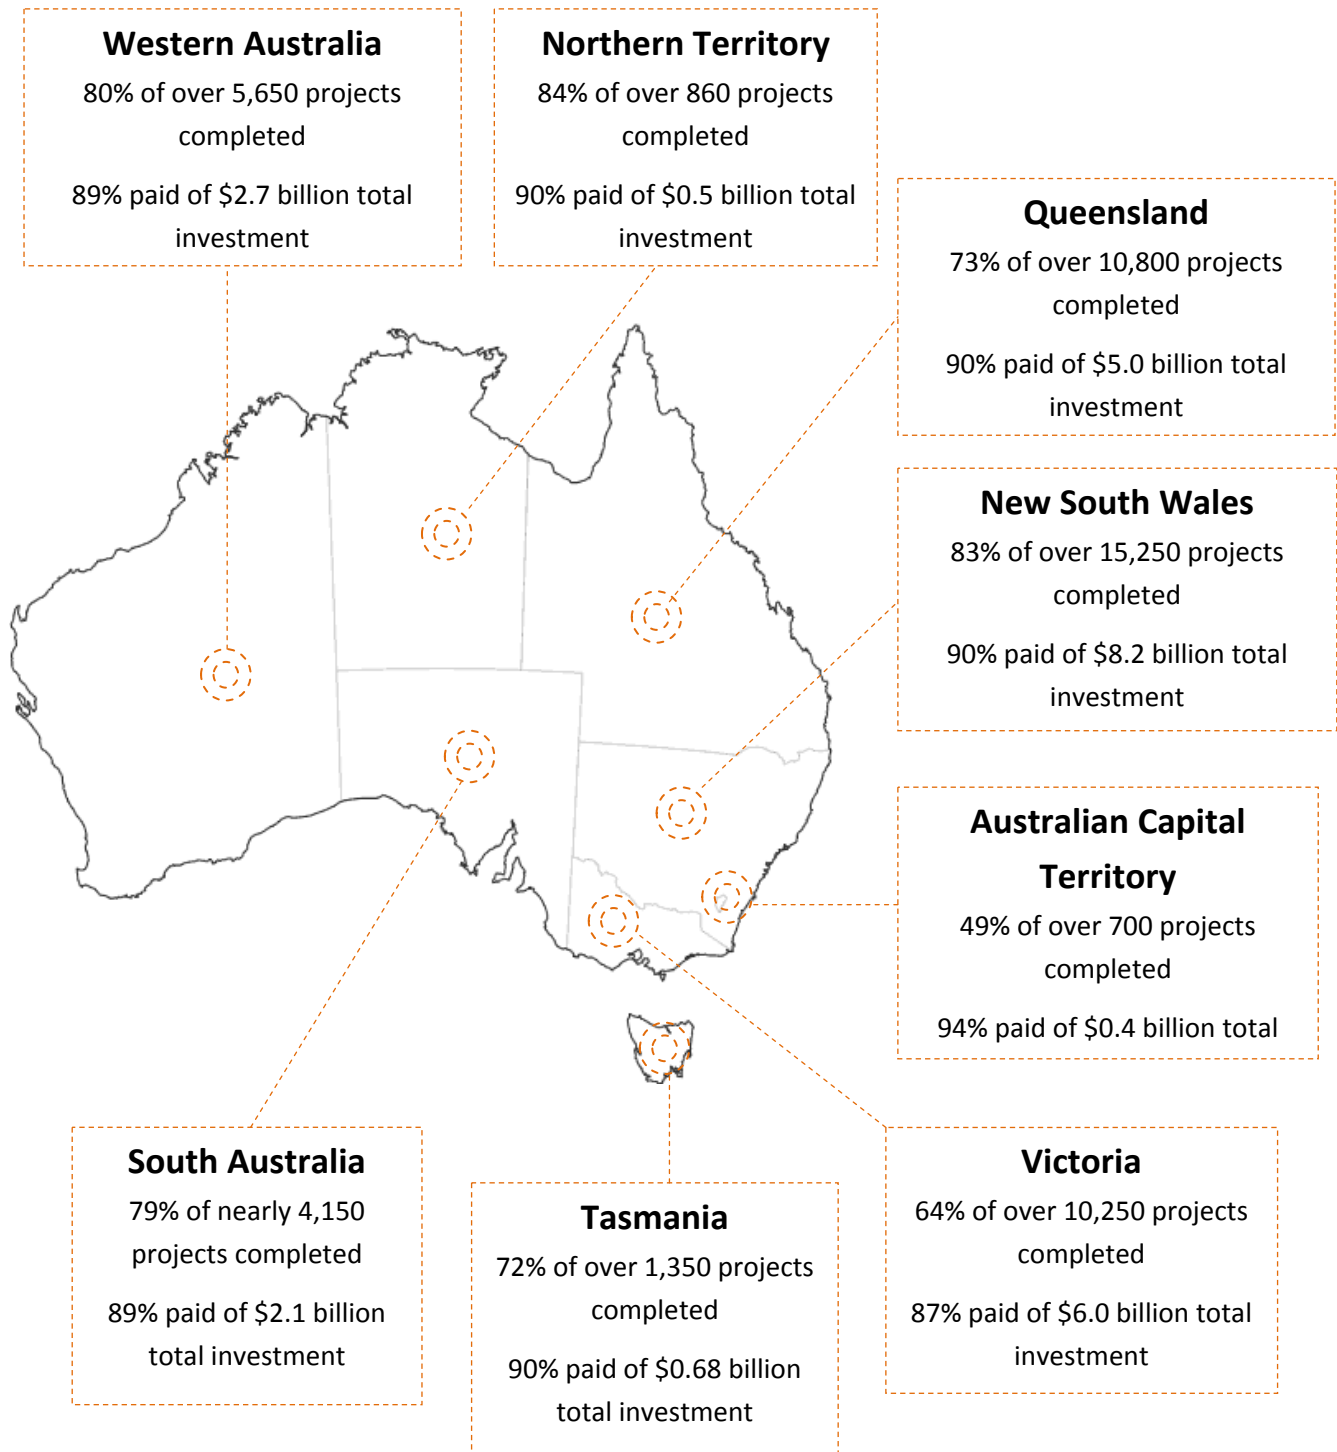 Western Australia
80% of over 5,650 projects
completed
89% paid of $2.7 billion total
investment
Northern Territory
84% of over 860 projects
completed
90% paid of $0.5 billion total
investment
Queensland
73% of over 10,800 projects
completed
90% paid of $5.0 billion total
investment
New South Wales
83% of over 15,250 projects
completed
90% paid of $8.2 billion total
investment
Australian Capital
Territory
49% of over 700 projects
completed
94% paid of $0.4 billion total
South Australia
79% of nearly 4,150
projects completed
89% paid of $2.1 billion
total investment
Tasmania
72% of over 1,350 projects
completed
90% paid of $0.68 billion
total investment
Victoria
64% of over 10,250 projects
completed
87% paid of $6.0 billion total
investment